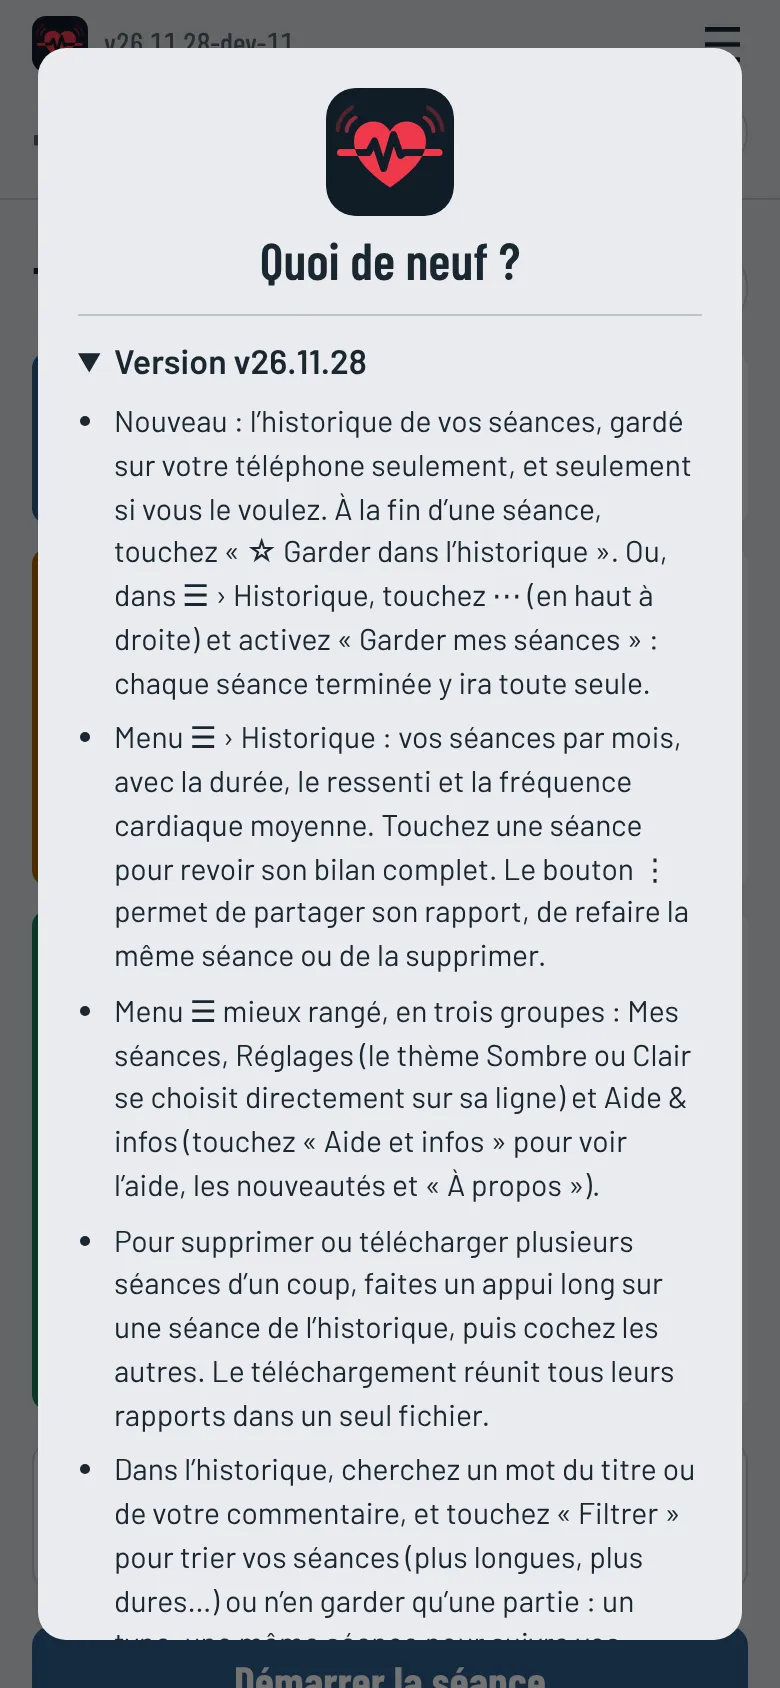 v26.11.28-dev-11
Quoi de neuf ?
▼ Version v26.11.28
• Nouveau : l’historique de vos séances, gardé
sur votre téléphone seulement, et seulement
si vous le voulez. À la fin d’une séance,
touchez « ☆ Garder dans l’historique ». Ou,
dans ☰ › Historique, touchez ⋯ (en haut à
droite) et activez « Garder mes séances » :
chaque séance terminée y ira toute seule.
• Menu ☰ › Historique : vos séances par mois,
avec la durée, le ressenti et la fréquence
cardiaque moyenne. Touchez une séance
pour revoir son bilan complet. Le bouton ⋮
permet de partager son rapport, de refaire la
même séance ou de la supprimer.
• Menu ☰ mieux rangé, en trois groupes : Mes
séances, Réglages (le thème Sombre ou Clair
se choisit directement sur sa ligne) et Aide &
infos (touchez « Aide et infos » pour voir
l’aide, les nouveautés et « À propos »).
• Pour supprimer ou télécharger plusieurs
séances d’un coup, faites un appui long sur
une séance de l’historique, puis cochez les
autres. Le téléchargement réunit tous leurs
rapports dans un seul fichier.
• Dans l’historique, cherchez un mot du titre ou
de votre commentaire, et touchez « Filtrer »
pour trier vos séances (plus longues, plus
dures…) ou n’en garder qu’une partie : un
Démarrer la séance